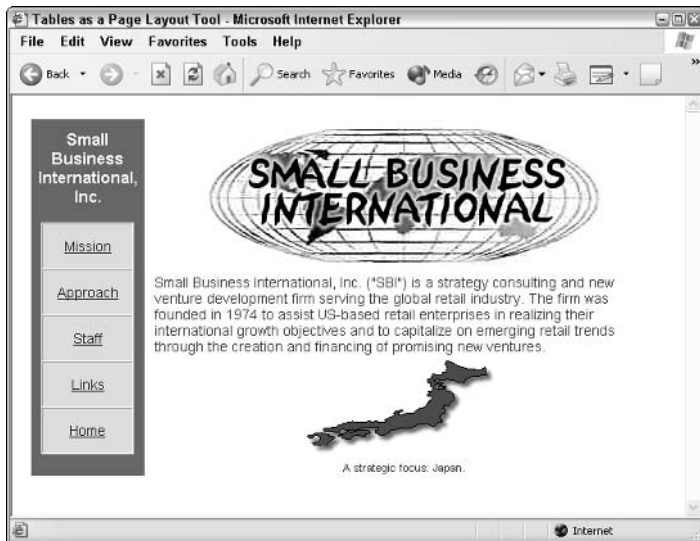 Tables as a Page Layout Tool - Microsoft Internet Explorer
File Edit View Favorites Tools Help
Back Search Favorites Media
Small
Business
International,
Inc.
Mission
Approach
Staff
Links
Home
SMALL BUSINESS
INTERNATIONAL
Small Business International, Inc. ("SBI") is a strategy consulting and new
venture development firm serving the global retail industry. The firm was
founded in 1974 to assist US-based retail enterprises in realizing their
international growth objectives and to capitalize on emerging retail trends
through the creation and financing of promising new ventures.
A strategic focus: Japan.
Internet